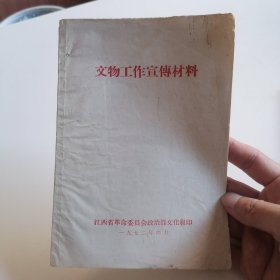 文物工作宣傳材料
江西省革命委員会政治部文化組印
一九七二年四月